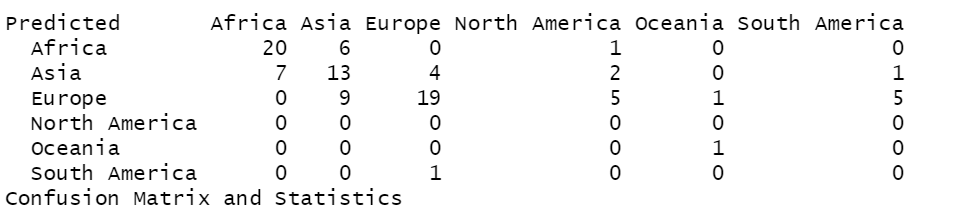 Predicted Africa Asia Europe North America Oceania South America
Africa 20 6 0 1 0 0
Asia 7 13 4 2 0 1
Europe 0 9 19 5 1 5
North America 0 0 0 0 0 0
Oceania 0 0 0 0 1 0
South America 0 0 1 0 0 0
Confusion Matrix and Statistics